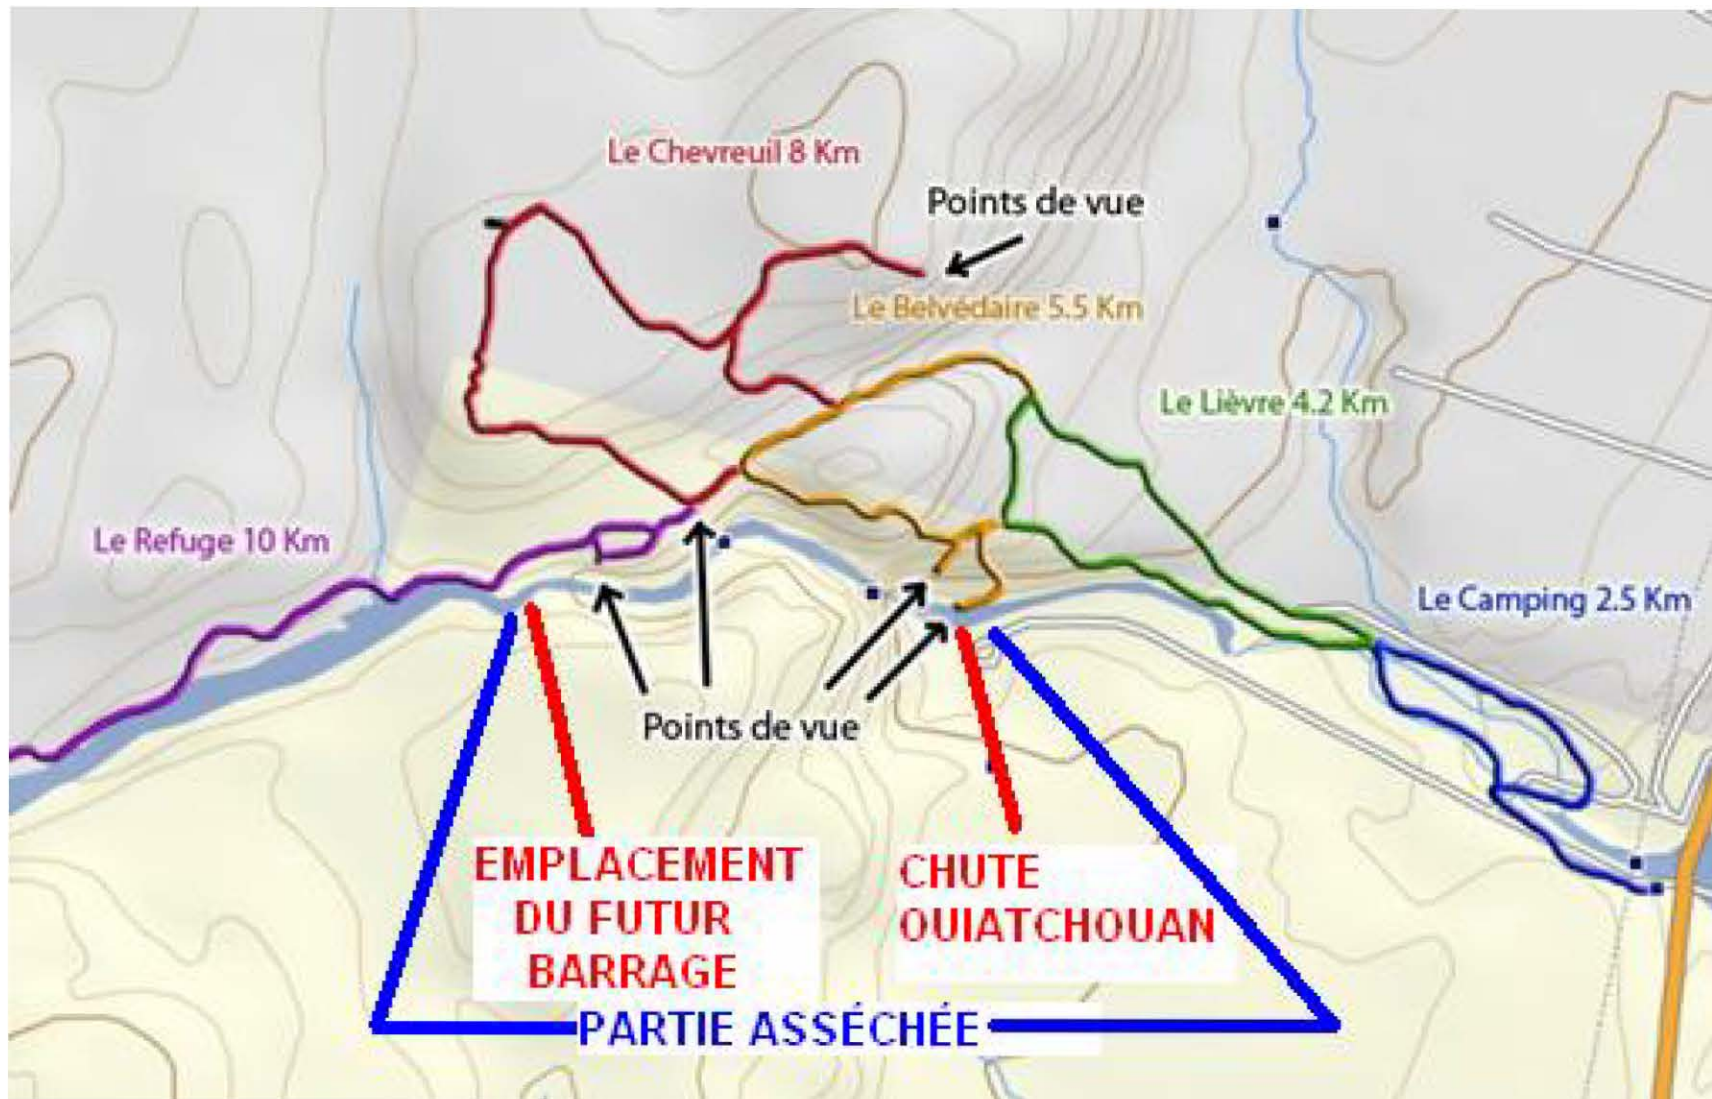 Le Chevreuil 8 Km
Points de vue
Le Belvédaire 5.5 Km
Le Lièvre 4.2 Km
Le Refuge 10 Km
Le Camping 2.5 Km
Points de vue
EMPLACEMENT
DU FUTUR
BARRAGE
CHUTE
OUIATCHOUAN
PARTIE ASSÉCHÉE